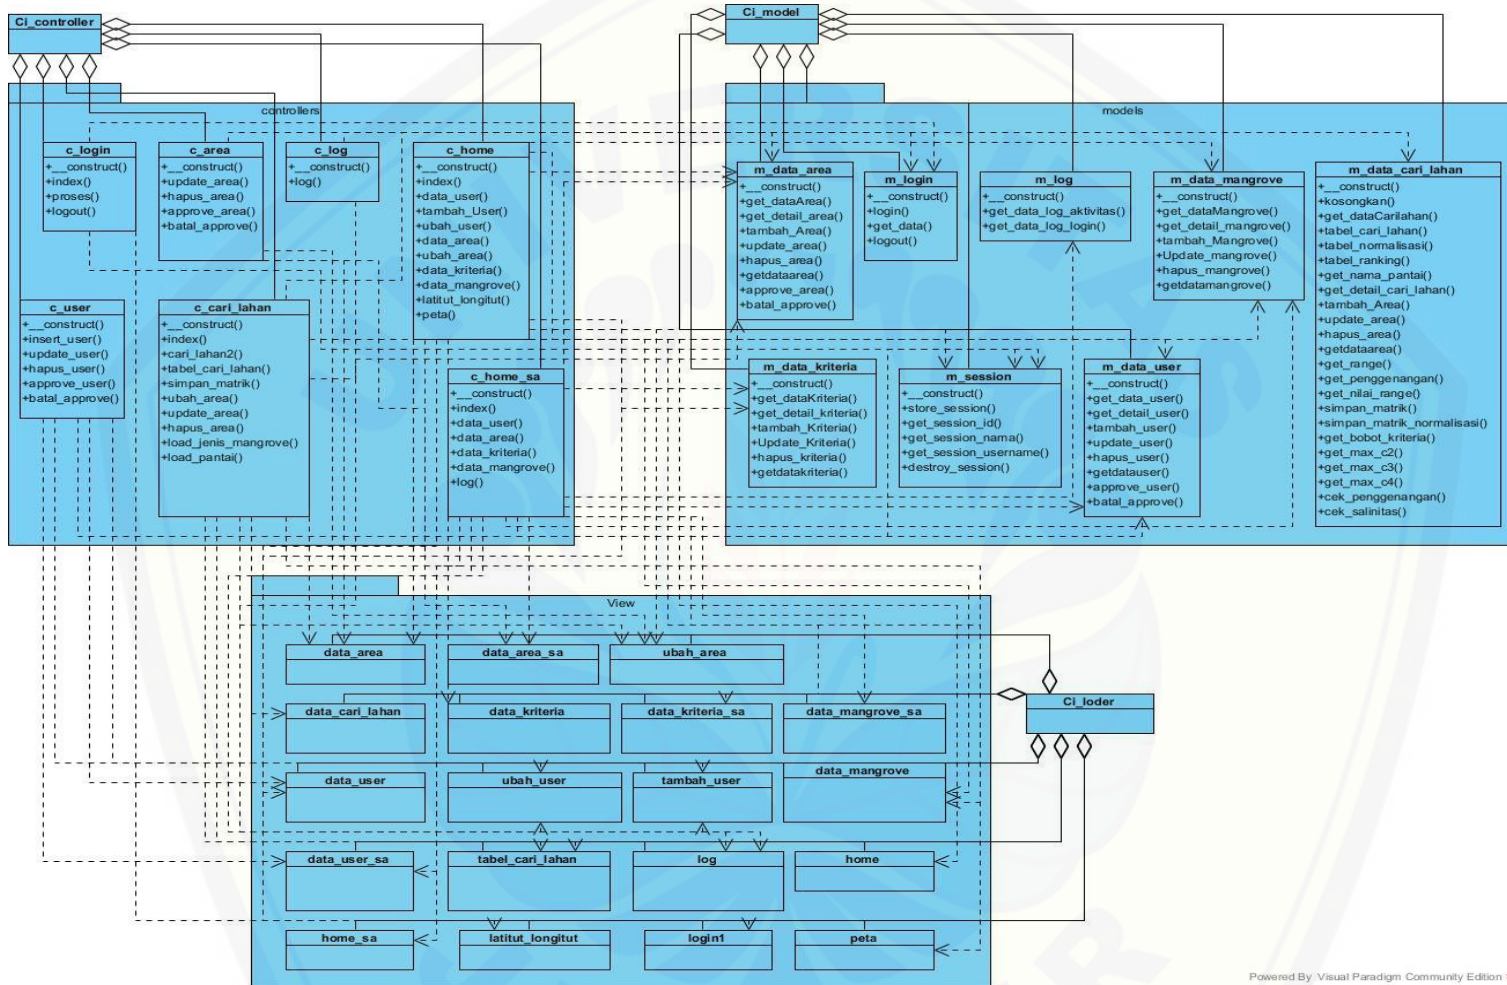 Ci_controller
Ci_model
controllers
models
c_login
+__construct()
+index()
+proses()
+logout()
c_area
+__construct()
+update_area()
+hapus_area()
+approve_area()
+batal_approve()
c_log
+__construct()
+log()
c_home
+__construct()
+index()
+data_user()
+tambah_User()
+ubah_user()
+data_area()
+ubah_area()
+data_kriteria()
+data_mangrove()
+latitut_longitut()
+peta()
c_user
+__construct()
+insert_user()
+update_user()
+hapus_user()
+approve_user()
+batal_approve()
c_cari_lahan
+__construct()
+index()
+cari_lahan2()
+tabel_cari_lahan()
+simpan_matrik()
+ubah_area()
+update_area()
+hapus_area()
+load_jenis_mangrove()
+load_pantai()
c_home_sa
+__construct()
+index()
+data_user()
+data_area()
+data_kriteria()
+data_mangrove()
+log()
m_data_area
+__construct()
+get_dataArea()
+get_detail_area()
+tambah_Area()
+update_area()
+hapus_area()
+getdataarea()
+approve_area()
+batal_approve()
m_login
+__construct()
+login()
+get_data()
+logout()
m_log
+__construct()
+get_data_log_aktivitas()
+get_data_log_login()
m_data_mangrove
+__construct()
+get_dataMangrove()
+get_detail_mangrove()
+tambah_Mangrove()
+Update_mangrove()
+hapus_mangrove()
+getdatamangrove()
m_data_cari_lahan
+__construct()
+kosongkan()
+get_dataCarilahan()
+tabel_cari_lahan()
+tabel_normalisasi()
+tabel_ranking()
+get_nama_pantai()
+get_detail_cari_lahan()
+tambah_Area()
+update_area()
+hapus_area()
+getdataarea()
+get_range()
+get_penggenangan()
+get_nilai_range()
+simpan_matrik()
+simpan_matrik_normalisasi()
+get_bobot_kriteria()
+get_max_c2()
+get_max_c3()
+get_max_c4()
+cek_penggenangan()
+cek_salinitas()
m_data_kriteria
+__construct()
+get_dataKriteria()
+get_detail_kriteria()
+tambah_Kriteria()
+Update_Kriteria()
+hapus_kriteria()
+getdatakriteria()
m_session
+__construct()
+store_session()
+get_session_id()
+get_session_nama()
+get_session_username()
+destroy_session()
m_data_user
+__construct()
+get_data_user()
+get_detail_user()
+tambah_user()
+update_user()
+hapus_user()
+getdatauser()
+approve_user()
+batal_approve()
View
data_area
data_area_sa
ubah_area
data_cari_lahan
data_kriteria
data_kriteria_sa
data_mangrove_sa
Ci_loder
data_user
ubah_user
tambah_user
data_mangrove
data_user_sa
tabel_cari_lahan
log
home
home_sa
latitut_longitut
login1
peta
Powered By Visual Paradigm Community Edition